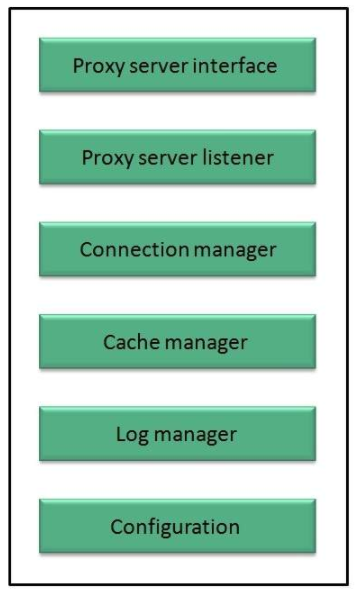 Proxy server interface
Proxy server listener
Connection manager
Cache manager
Log manager
Configuration